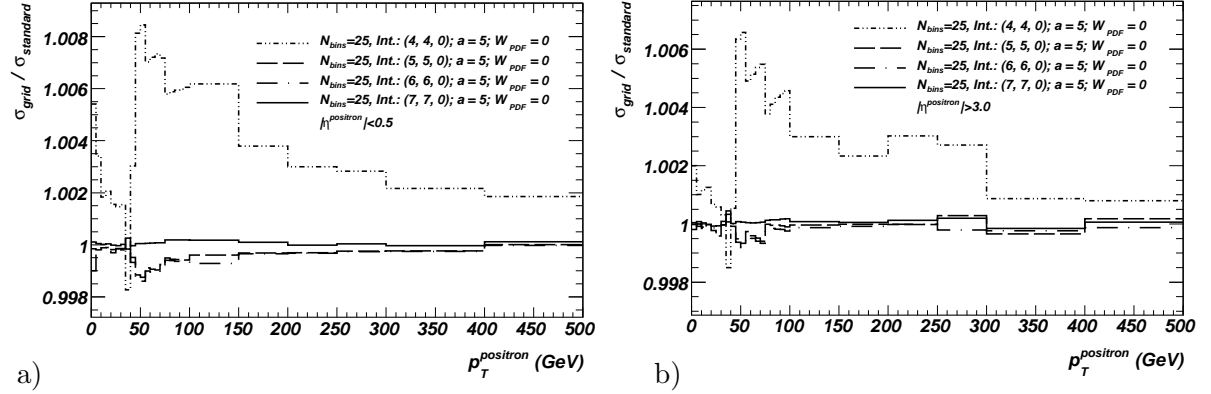 σ_grid / σ_standard
1.008
1.006
1.004
1.002
1
0.998
N_bins=25, Int.: (4, 4, 0); a = 5; W_PDF = 0
N_bins=25, Int.: (5, 5, 0); a = 5; W_PDF = 0
N_bins=25, Int.: (6, 6, 0); a = 5; W_PDF = 0
N_bins=25, Int.: (7, 7, 0); a = 5; W_PDF = 0
|η^positron|<0.5
0 50 100 150 200 250 300 350 400 450 500
p_T^positron (GeV)
a)
σ_grid / σ_standard
1.006
1.004
1.002
1
0.998
N_bins=25, Int.: (4, 4, 0); a = 5; W_PDF = 0
N_bins=25, Int.: (5, 5, 0); a = 5; W_PDF = 0
N_bins=25, Int.: (6, 6, 0); a = 5; W_PDF = 0
N_bins=25, Int.: (7, 7, 0); a = 5; W_PDF = 0
|η^positron|>3.0
0 50 100 150 200 250 300 350 400 450 500
p_T^positron (GeV)
b)